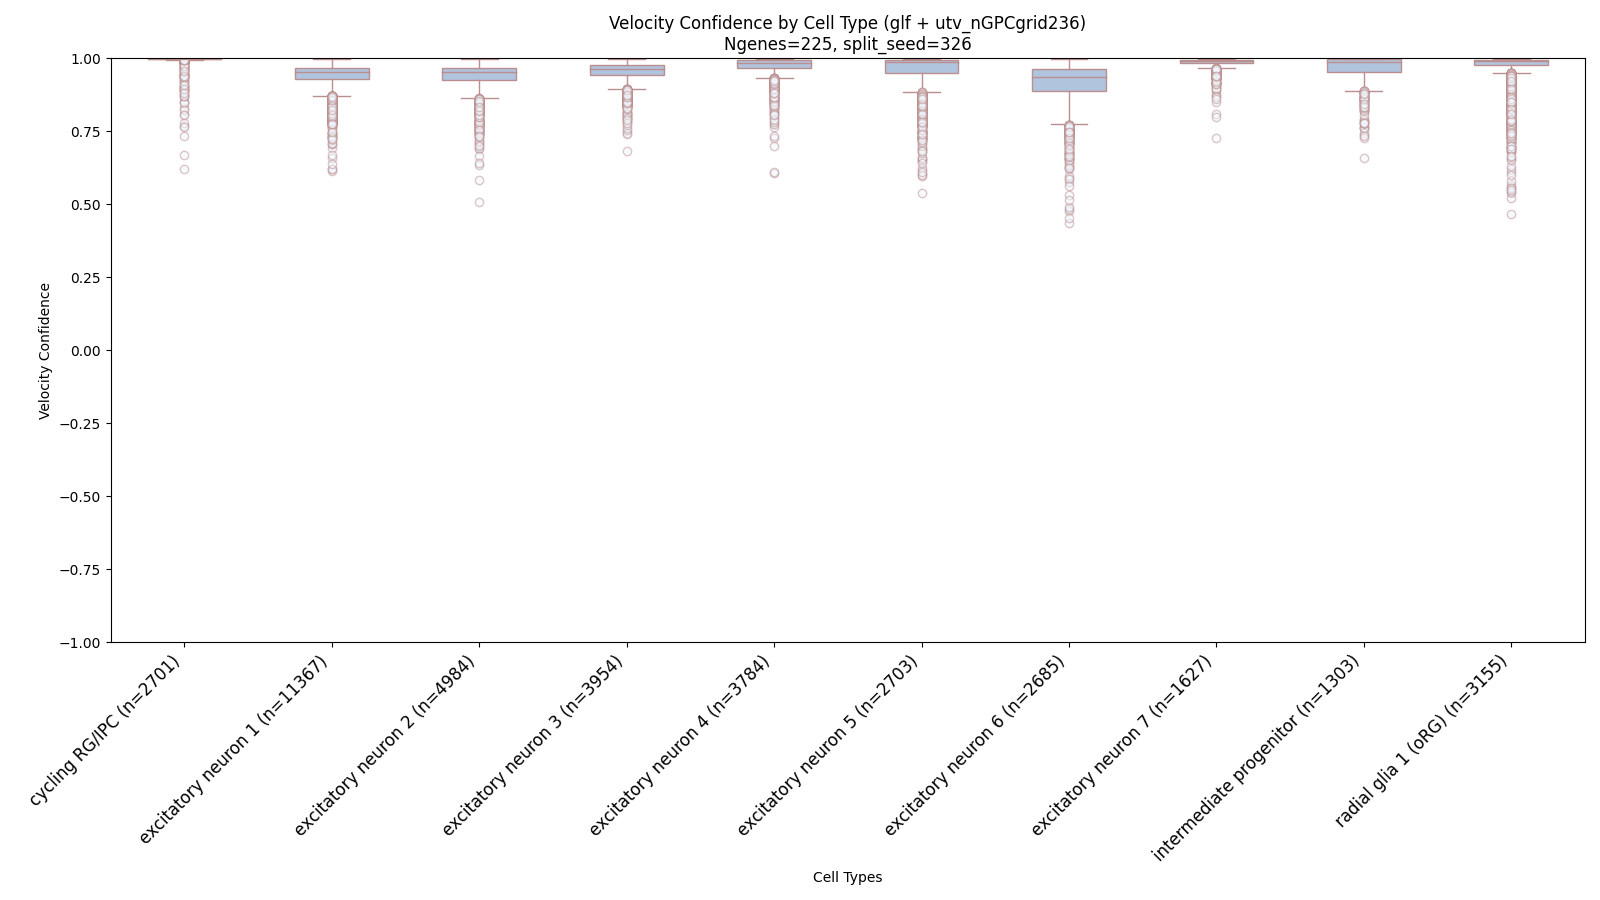 Velocity Confidence by Cell Type (glf + utv_nGPCgrid236)
Ngenes=225, split_seed=326
1.00
0.75
0.50
0.25
0.00
−0.25
−0.50
−0.75
−1.00
Velocity Confidence
cycling RG/IPC (n=2701)
excitatory neuron 1 (n=11367)
excitatory neuron 2 (n=4984)
excitatory neuron 3 (n=3954)
excitatory neuron 4 (n=3784)
excitatory neuron 5 (n=2703)
excitatory neuron 6 (n=2685)
excitatory neuron 7 (n=1627)
intermediate progenitor (n=1303)
radial glia 1 (oRG) (n=3155)
Cell Types